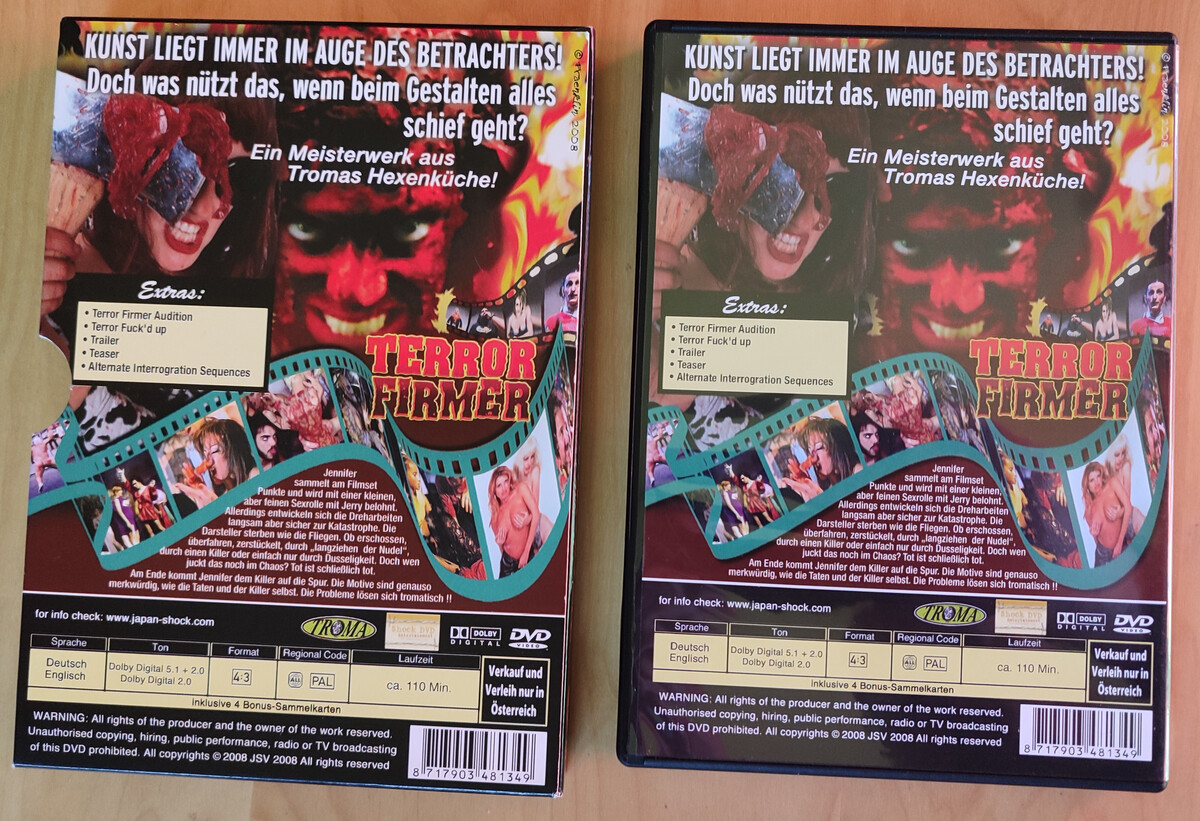 KUNST LIEGT IMMER IM AUGE DES BETRACHTERS!
Doch was nützt das, wenn beim Gestalten alles
schief geht?
Ein Meisterwerk aus
Tromas Hexenküche!
Extras:
• Terror Firmer Audition
• Terror Fuck'd up
• Trailer
• Teaser
• Alternate Interrogration Sequences
TERROR
FIRMER
Jennifer
sammelt am Filmset
Punkte und wird mit einer kleinen,
aber feinen Sexrolle mit Jerry belohnt.
Allerdings entwickeln sich die Dreharbeiten
langsam aber sicher zur Katastrophe. Die
Darsteller sterben wie die Fliegen. Ob erschossen,
überfahren, zerstückelt, durch „langziehen der Nudel“,
durch einen Killer oder einfach nur durch Dusseligkeit. Doch wen
juckt das noch im Chaos? Tot ist schließlich tot.
Am Ende kommt Jennifer dem Killer auf die Spur. Die Motive sind genauso
merkwürdig, wie die Taten und der Killer selbst. Die Probleme lösen sich tromatisch !!
for info check: www.japan-shock.com
TROMA
DOLBY
DIGITAL
DVD
VIDEO
Sprache Ton Format Regional Code Laufzeit
Deutsch
Englisch
Dolby Digital 5.1 + 2.0
Dolby Digital 2.0
4:3
ALL PAL
ca. 110 Min.
Verkauf und
Verleih nur in
Österreich
inklusive 4 Bonus-Sammelkarten
WARNING: All rights of the producer and the owner of the work reserved.
Unauthorised copying, hiring, public performance, radio or TV broadcasting
of this DVD prohibited. All copyrights © 2008 JSV 2008 All rights reserved
8 717903 481349
KUNST LIEGT IMMER IM AUGE DES BETRACHTERS!
Doch was nützt das, wenn beim Gestalten alles
schief geht?
Ein Meisterwerk aus
Tromas Hexenküche!
Extras:
• Terror Firmer Audition
• Terror Fuck'd up
• Trailer
• Teaser
• Alternate Interrogration Sequences
TERROR
FIRMER
Jennifer
sammelt am Filmset
Punkte und wird mit einer kleinen,
aber feinen Sexrolle mit Jerry belohnt.
Allerdings entwickeln sich die Dreharbeiten
langsam aber sicher zur Katastrophe. Die
Darsteller sterben wie die Fliegen. Ob erschossen,
überfahren, zerstückelt, durch „langziehen der Nudel“,
durch einen Killer oder einfach nur durch Dusseligkeit. Doch wen
juckt das noch im Chaos? Tot ist schließlich tot.
Am Ende kommt Jennifer dem Killer auf die Spur. Die Motive sind genauso
merkwürdig, wie die Taten und der Killer selbst. Die Probleme lösen sich tromatisch !!
for info check: www.japan-shock.com
TROMA
DOLBY
DIGITAL
DVD
VIDEO
Sprache Ton Format Regional Code Laufzeit
Deutsch
Englisch
Dolby Digital 5.1 + 2.0
Dolby Digital 2.0
4:3
ALL PAL
ca. 110 Min.
Verkauf und
Verleih nur in
Österreich
inklusive 4 Bonus-Sammelkarten
WARNING: All rights of the producer and the owner of the work reserved.
Unauthorised copying, hiring, public performance, radio or TV broadcasting
of this DVD prohibited. All copyrights © 2008 JSV 2008 All rights reserved
8 717903 481349